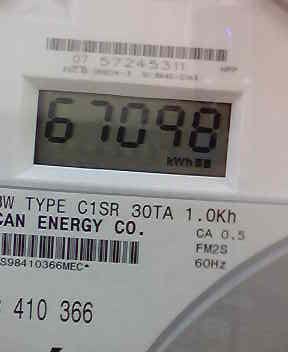 07 57245311
67098
kWh
3W TYPE C1SR 30TA 1.0Kh
CAN ENERGY CO.
CA 0.5
FM2S
60Hz
S98410366MEC*
410 366